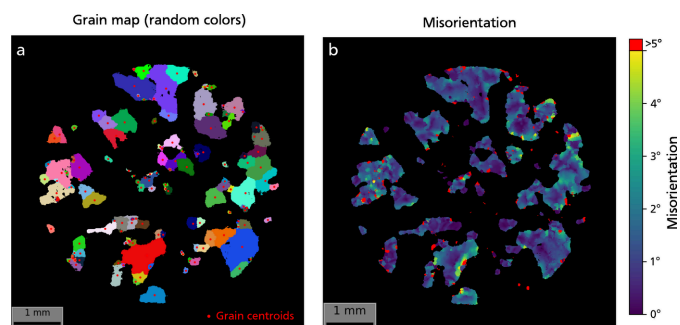 Grain map (random colors)
Misorientation
a
b
>5°
4°
3°
2°
1°
0°
Misorientation
1 mm
• Grain centroids
1 mm